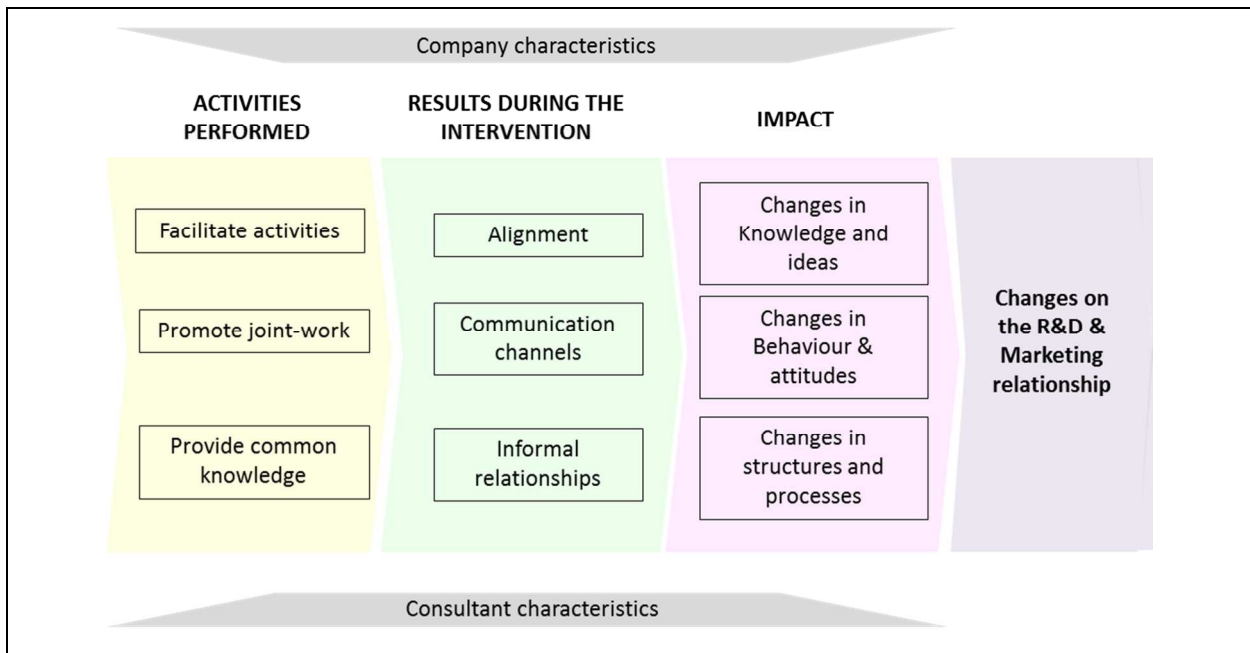 Company characteristics
ACTIVITIES
PERFORMED
RESULTS DURING THE
INTERVENTION
IMPACT
Facilitate activities
Promote joint-work
Provide common
knowledge
Alignment
Communication
channels
Informal
relationships
Changes in
Knowledge and
ideas
Changes in
Behaviour &
attitudes
Changes in
structures and
processes
Changes on
the R&D &
Marketing
relationship
Consultant characteristics